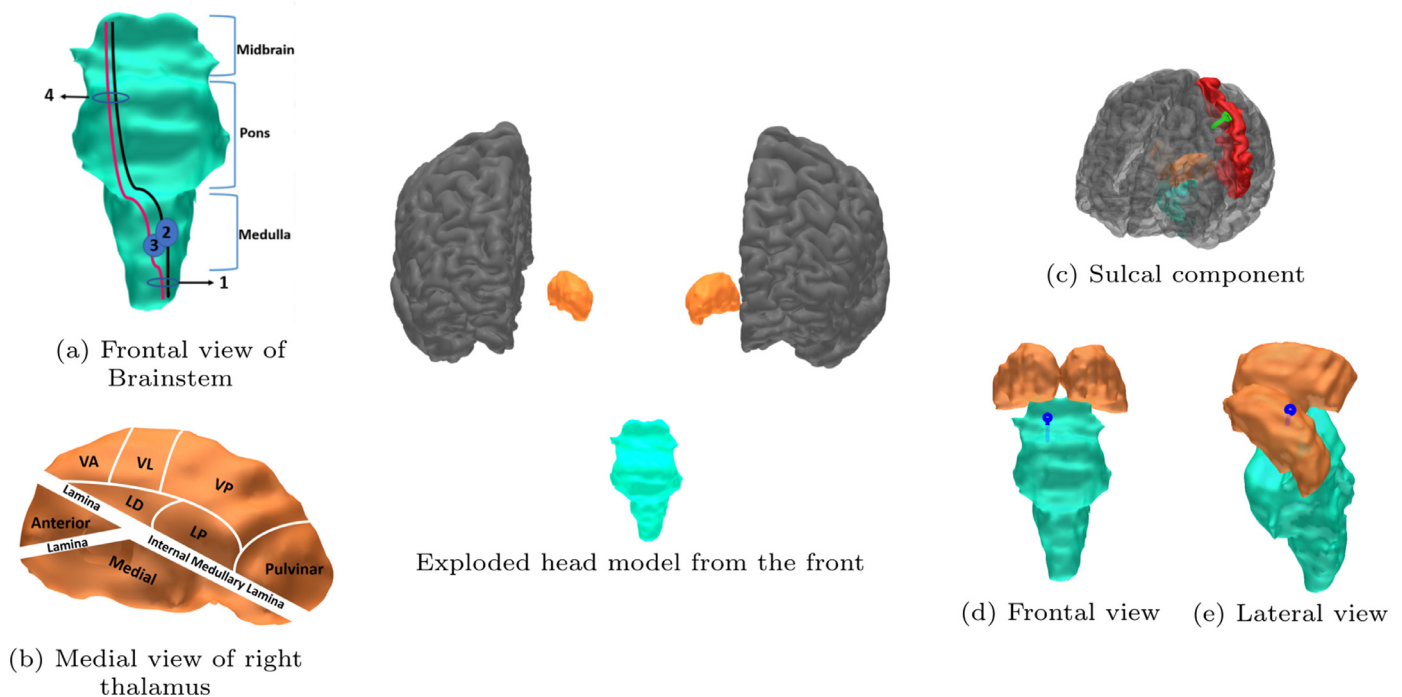 Midbrain
4
Pons
2
Medulla
3
1
(a) Frontal view of
Brainstem
VA
VL
VP
Lamina
LD
LP
Anterior
Lamina
Internal Medullary Lamina
Medial
Pulvinar
(b) Medial view of right
thalamus
Exploded head model from the front
(c) Sulcal component
(d) Frontal view
(e) Lateral view